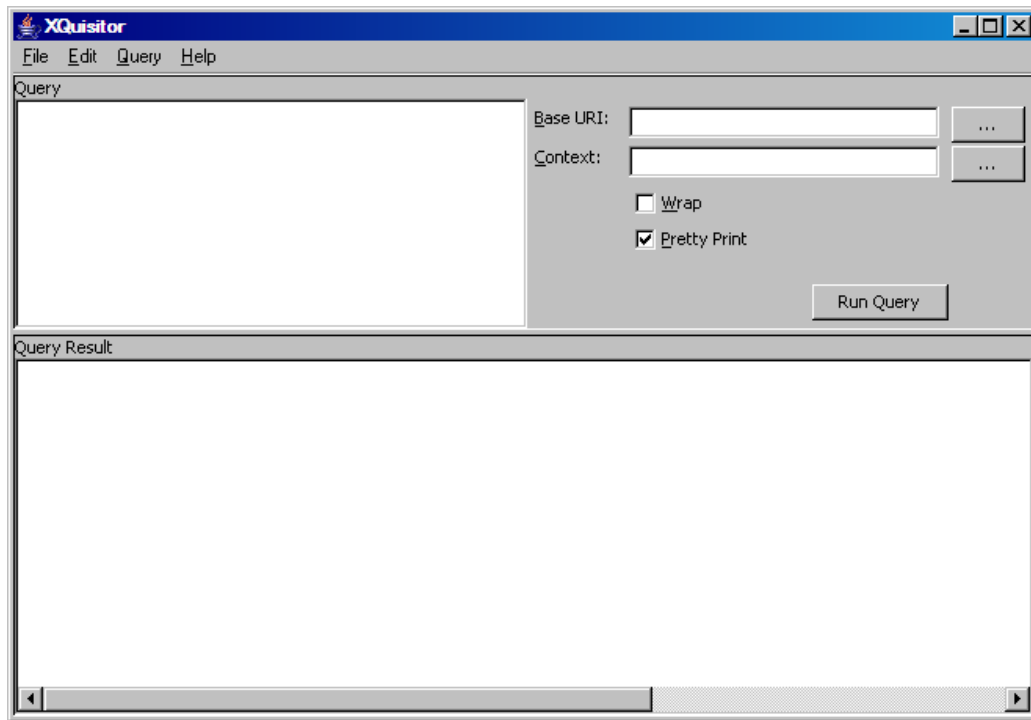 XQuisitor
File Edit Query Help
Query
Base URI:
...
Context:
...
Wrap
Pretty Print
Run Query
Query Result